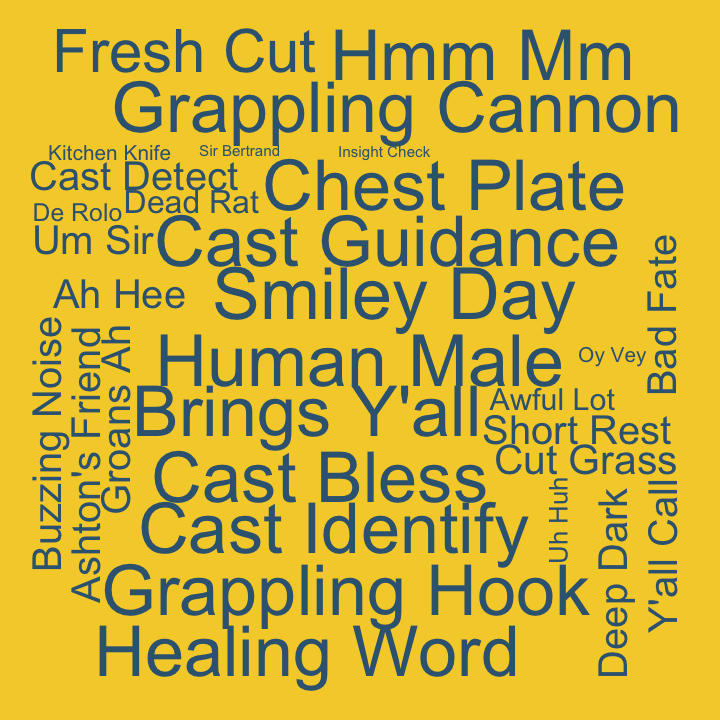 Fresh Cut
Hmm Mm
Grappling Cannon
Kitchen Knife
Sir Bertrand
Insight Check
Cast Detect
Chest Plate
De Rolo
Dead Rat
Um Sir
Cast Guidance
Ah Hee
Smiley Day
Bad Fate
Human Male
Oy Vey
Buzzing Noise
Ashton's Friend
Groans Ah
Brings Y'all
Awful Lot
Short Rest
Cut Grass
Cast Bless
Uh Huh
Deep Dark
Y'all Call
Cast Identify
Grappling Hook
Healing Word